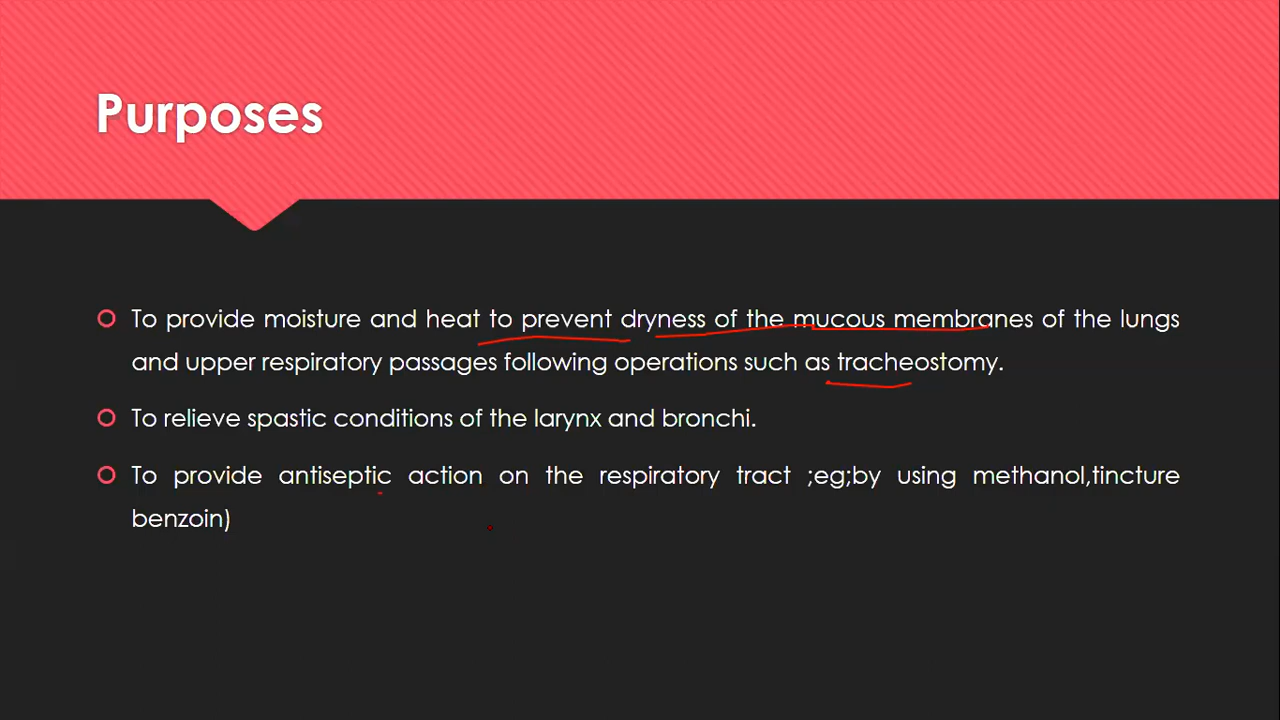 Purposes
To provide moisture and heat to prevent dryness of the mucous membranes of the lungs
and upper respiratory passages following operations such as tracheostomy.
To relieve spastic conditions of the larynx and bronchi.
To provide antiseptic action on the respiratory tract ;eg;by using methanol,tincture
benzoin)